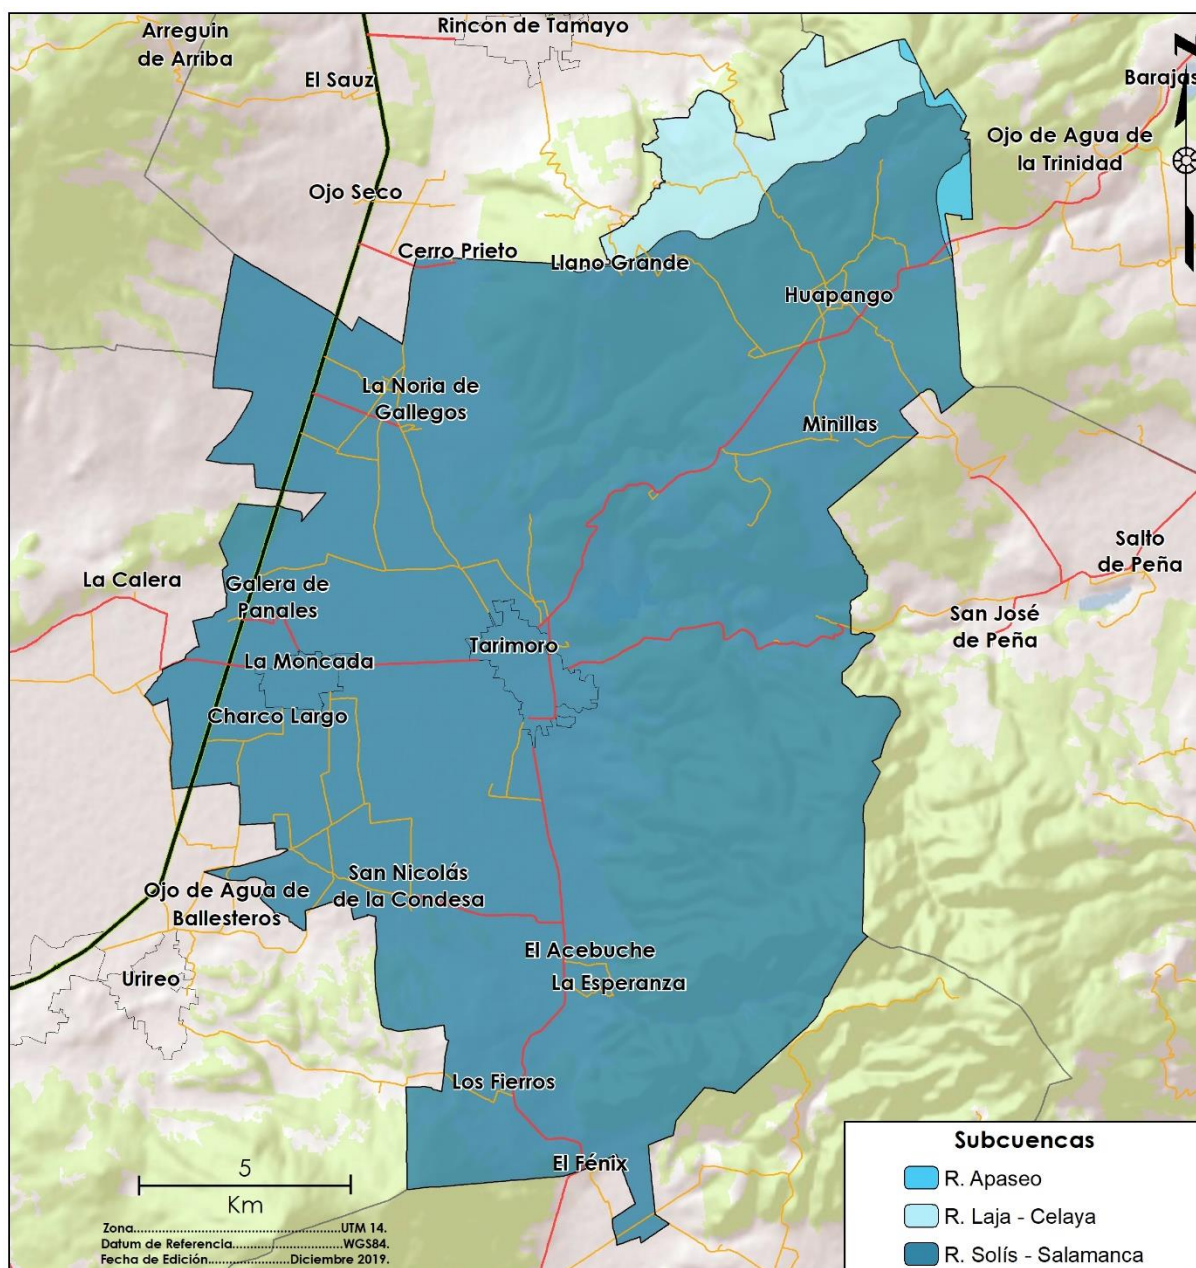 Arreguin
de Arriba
Rincon de Tamayo
El Sauz
Barajas
Ojo de Agua de
la Trinidad
Ojo Seco
Cerro Prieto
Llano Grande
Huapango
La Noria de
Gallegos
Minillas
Salto
de Peña
La Calera
Galera de
Panales
San José
de Peña
Tarimoro
La Moncada
Charco Largo
San Nicolás
de la Condesa
Ojo de Agua de
Ballesteros
El Acebuche
Urireo
La Esperanza
Los Fierros
El Fénix
5
Km
Zona..............................................UTM 14.
Datum de Referencia.....................WGS84.
Fecha de Edición................Diciembre 2019.
Subcuencas
R. Apaseo
R. Laja - Celaya
R. Solís - Salamanca
N